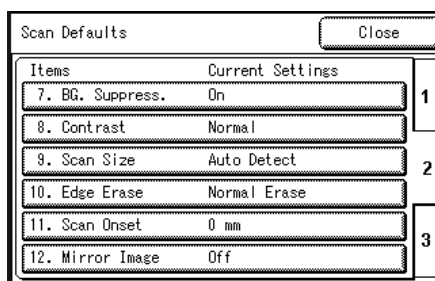 Scan Defaults Close
Items Current Settings
7. BG. Suppress. On
8. Contrast Normal
9. Scan Size Auto Detect
10. Edge Erase Normal Erase
11. Scan Onset 0 mm
12. Mirror Image Off
1
2
3